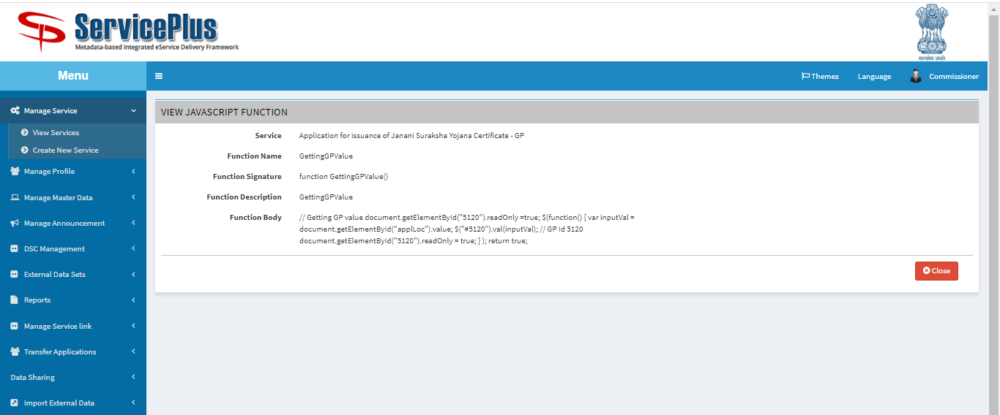 ServicePlus
Metadata-based Integrated eService Delivery Framework
सत्यमेव जयते
Menu
Themes
Language
Commissioner
Manage Service
View Services
Create New Service
Manage Profile
Manage Master Data
Manage Announcement
DSC Management
External Data Sets
Reports
Manage Service link
Transfer Applications
Data Sharing
Import External Data
VIEW JAVASCRIPT FUNCTION
Service Application for issuance of Janani Suraksha Yojana Certificate - GP
Function Name GettingGPValue
Function Signature function GettingGPValue()
Function Description GettingGPValue
Function Body // Getting GP value document.getElementById("5120").readOnly =true; $(function() { var inputVal =
document.getElementById("applLoc").value; $("#5120").val(inputVal); // GP Id 5120
document.getElementById("5120").readOnly = true; } ); return true;
Close